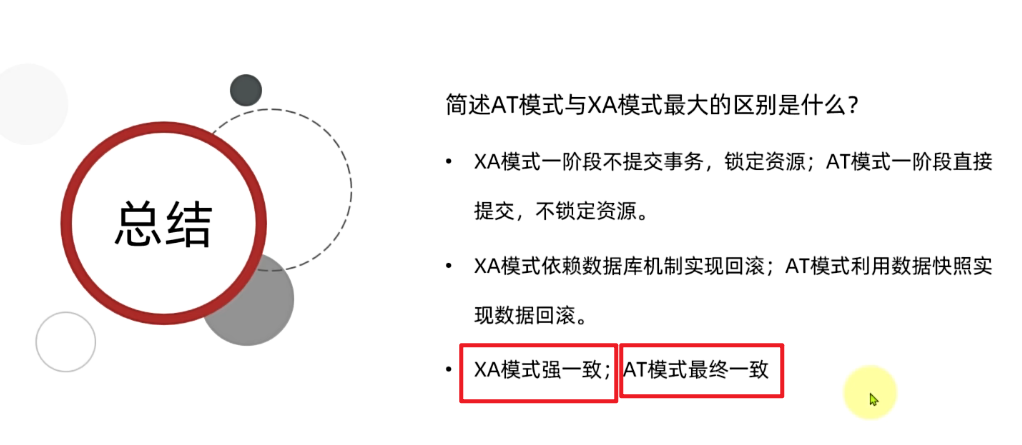 总结
简述AT模式与XA模式最大的区别是什么？
• XA模式一阶段不提交事务，锁定资源；AT模式一阶段直接
提交，不锁定资源。
• XA模式依赖数据库机制实现回滚；AT模式利用数据快照实
现数据回滚。
• XA模式强一致；AT模式最终一致